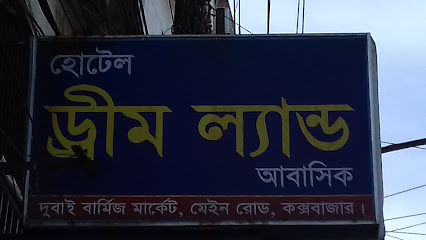 হোটেল
ড্রীম ল্যান্ড
আবাসিক
দুবাই বার্মিজ মার্কেট, মেইন রোড, কক্সবাজার।